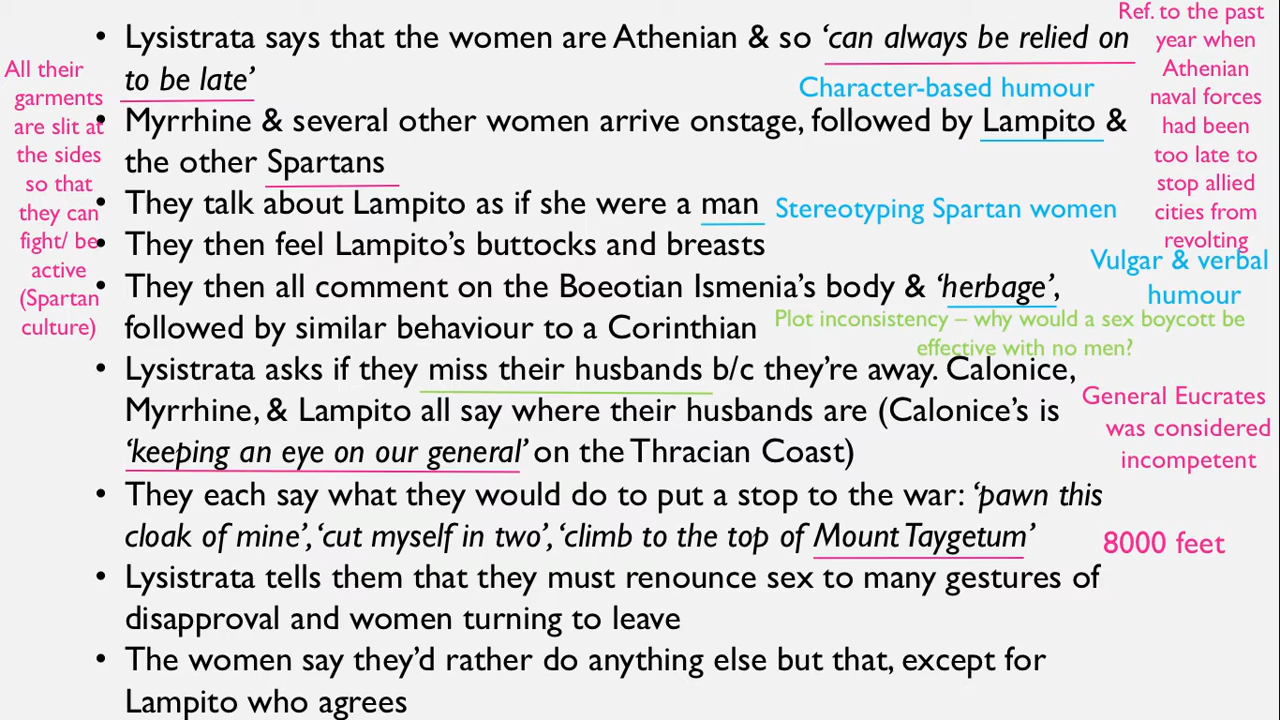 • Lysistrata says that the women are Athenian & so ‘can always be relied on
to be late’
• Myrrhine & several other women arrive onstage, followed by Lampito &
the other Spartans
• They talk about Lampito as if she were a man
• They then feel Lampito’s buttocks and breasts
• They then all comment on the Boeotian Ismenia’s body & ‘herbage’,
followed by similar behaviour to a Corinthian
• Lysistrata asks if they miss their husbands b/c they’re away. Calonice,
Myrrhine, & Lampito all say where their husbands are (Calonice’s is
‘keeping an eye on our general’ on the Thracian Coast)
• They each say what they would do to put a stop to the war: ‘pawn this
cloak of mine’, ‘cut myself in two’, ‘climb to the top of Mount Taygetum’
• Lysistrata tells them that they must renounce sex to many gestures of
disapproval and women turning to leave
• The women say they’d rather do anything else but that, except for
Lampito who agrees
All their
garments
are slit at
the sides
so that
they can
fight/ be
active
(Spartan
culture)
Character-based humour
Stereotyping Spartan women
Ref. to the past
year when
Athenian
naval forces
had been
too late to
stop allied
cities from
revolting
Vulgar & verbal
humour
Plot inconsistency – why would a sex boycott be
effective with no men?
General Eucrates
was considered
incompetent
8000 feet